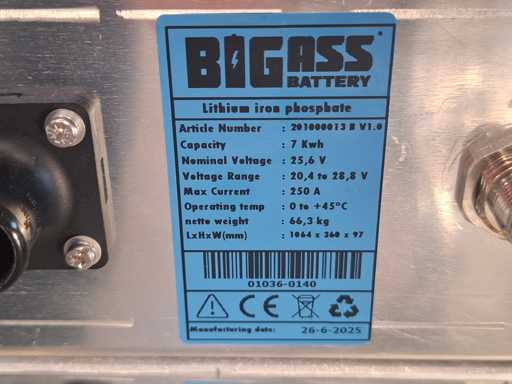 BIGASS
BATTERY
Lithium iron phosphate
Article Number : 201000013 B V1.0
Capacity : 7 Kwh
Nominal Voltage : 25,6 V
Voltage Range : 20,4 to 28,8 V
Max Current : 250 A
Operating temp : 0 to +45°C
nette weight : 66,3 kg
LxHxW(mm) : 1064 x 360 x 97
01036-0140
CE
Manufacturing date: 26-6-2025